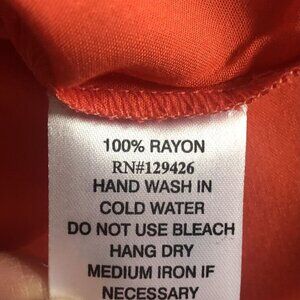 100% RAYON
RN#129426
HAND WASH IN
COLD WATER
DO NOT USE BLEACH
HANG DRY
MEDIUM IRON IF
NECESSARY